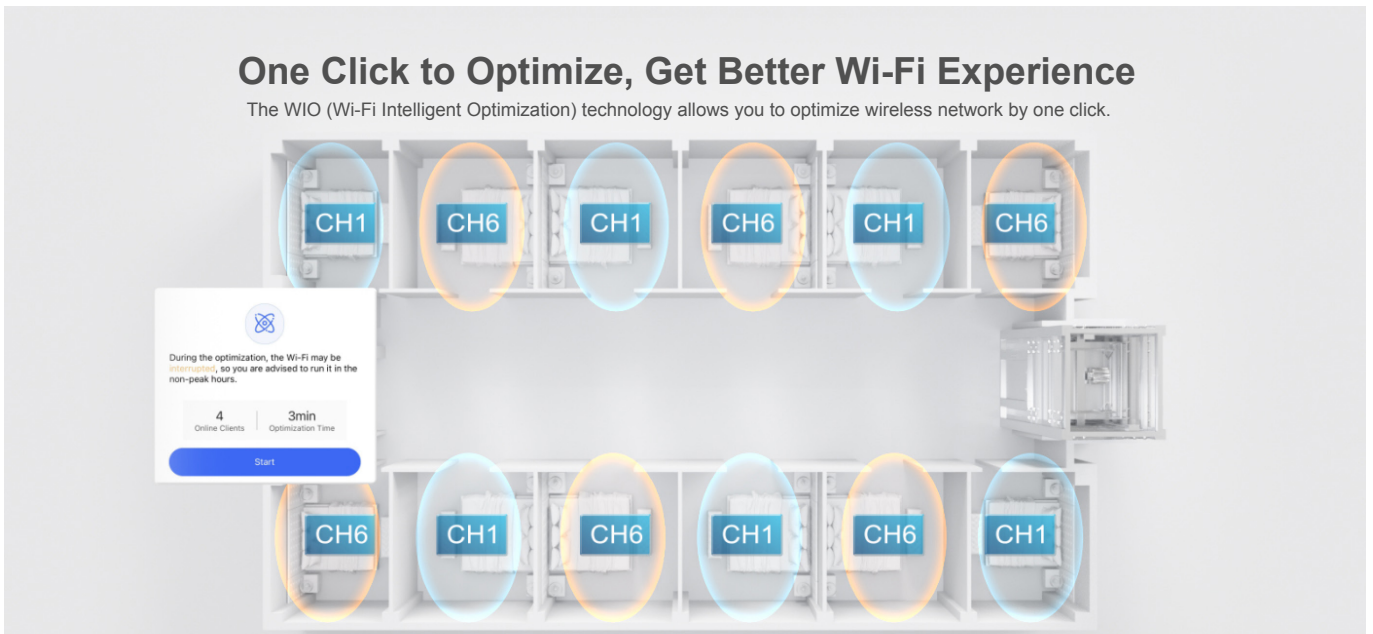 One Click to Optimize, Get Better Wi-Fi Experience
The WIO (Wi-Fi Intelligent Optimization) technology allows you to optimize wireless network by one click.
CH1 CH6 CH1 CH6 CH1 CH6
During the optimization, the Wi-Fi may be
interrupted, so you are advised to run it in the
non-peak hours.
4 3min
Online Clients Optimization Time
Start
CH6 CH1 CH6 CH1 CH6 CH1